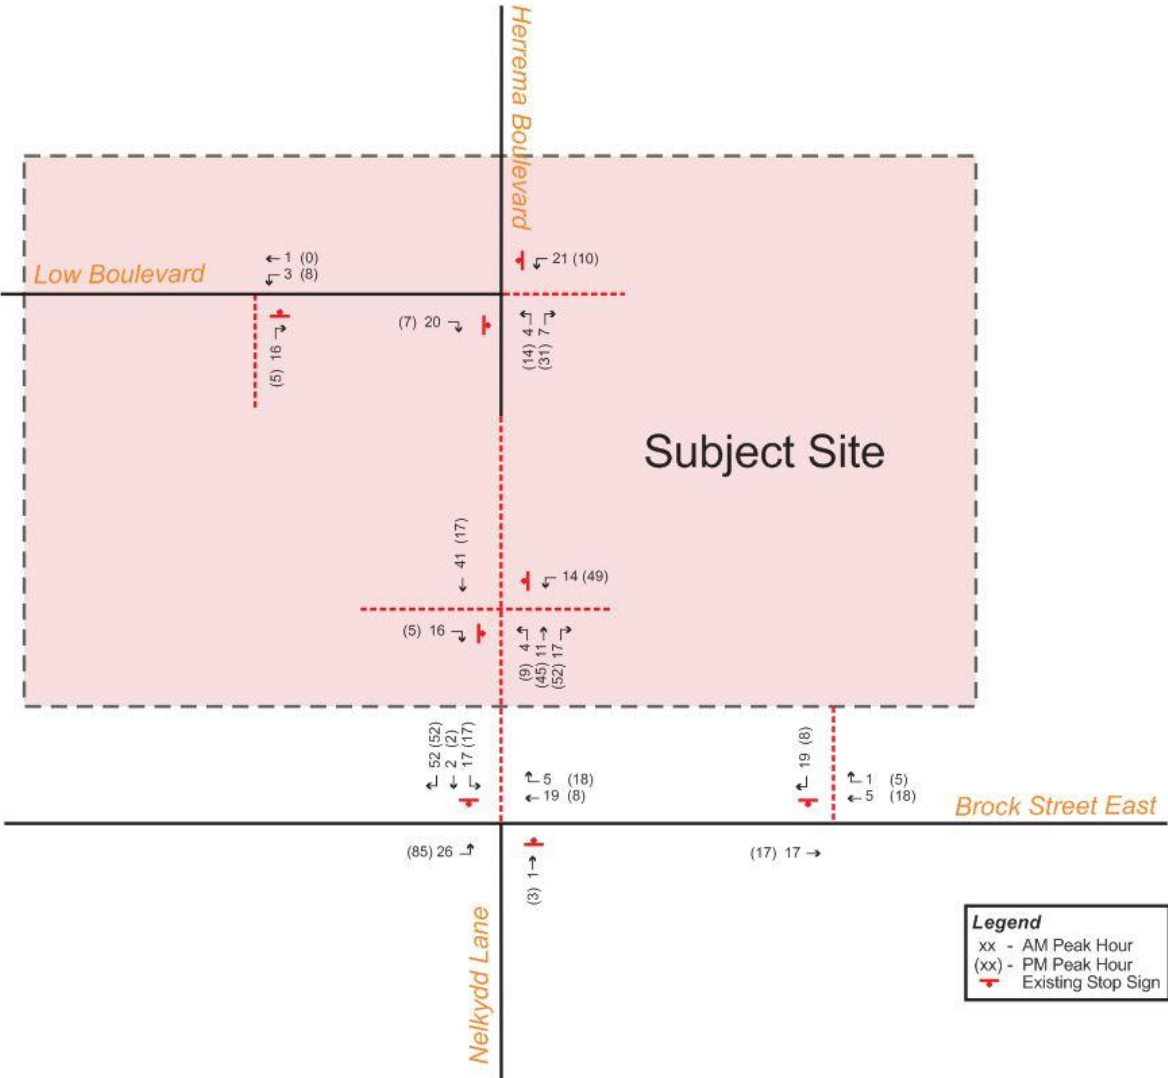 Herrema Boulevard
Low Boulevard
1 (0)
3 (8)
(5) 16
21 (10)
(7) 20
(14) 4
(31) 7
Subject Site
41 (17)
14 (49)
(5) 16
(9) 4
(45) 11
(52) 17
52 (52)
2 (2)
17 (17)
5 (18)
19 (8)
19 (8)
1 (5)
5 (18)
Brock Street East
(85) 26
(3) 1
(17) 17
Nelkydd Lane
Legend
xx - AM Peak Hour
(xx) - PM Peak Hour
Existing Stop Sign